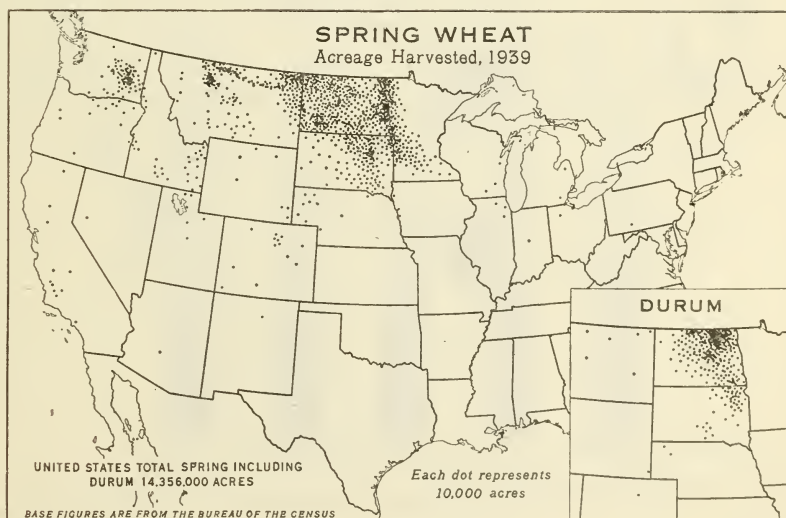 SPRING WHEAT
Acreage Harvested, 1939
DURUM
UNITED STATES TOTAL SPRING INCLUDING
DURUM 14,356,000 ACRES
Each dot represents
10,000 acres
BASE FIGURES ARE FROM THE BUREAU OF THE CENSUS